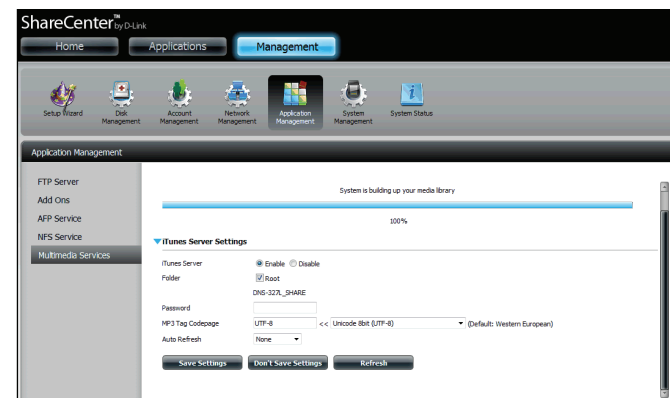 ShareCenter™ by D-Link
Home Applications Management
Setup Wizard Disk Management Account Management Network Management Application Management System Management System Status
Application Management
FTP Server
Add Ons
AFP Service
NFS Service
Multimedia Services
System is building up your media library
100%
iTunes Server Settings
iTunes Server Enable Disable
Folder Root
DNS-327L_SHARE
Password
MP3 Tag Codepage UTF-8 << Unicode 8bit (UTF-8) (Default: Western European)
Auto Refresh None
Save Settings Don't Save Settings Refresh